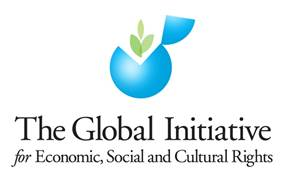 The Global Initiative
for Economic, Social and Cultural Rights